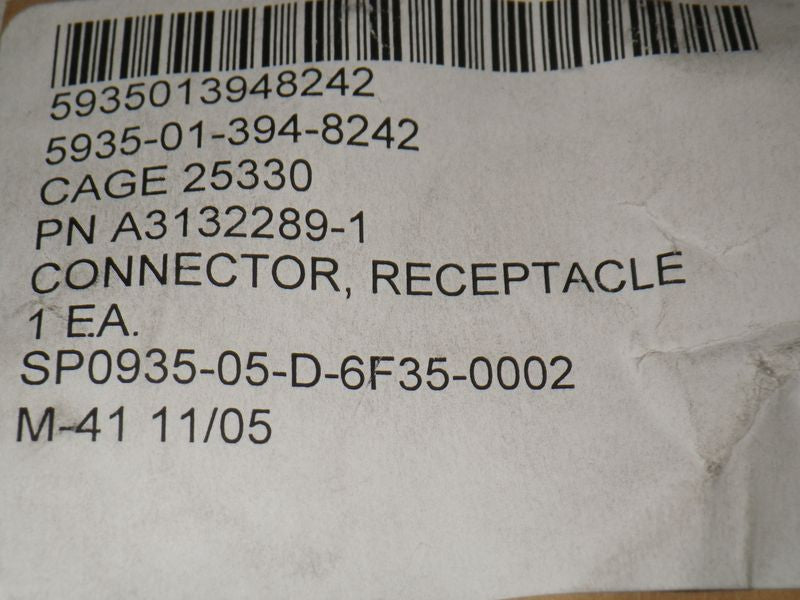 5935013948242
5935-01-394-8242
CAGE 25330
PN A3132289-1
CONNECTOR, RECEPTACLE
1 EA.
SP0935-05-D-6F35-0002
M-41 11/05